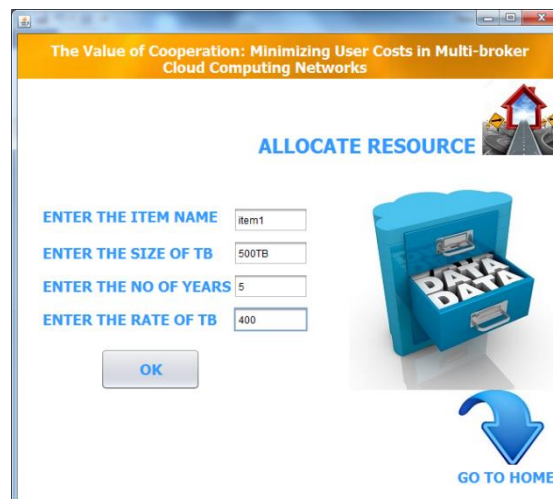 The Value of Cooperation: Minimizing User Costs in Multi-broker
Cloud Computing Networks
ALLOCATE RESOURCE
ENTER THE ITEM NAME item1
ENTER THE SIZE OF TB 500TB
ENTER THE NO OF YEARS 5
ENTER THE RATE OF TB 400
OK
DATA
DATA
GO TO HOME